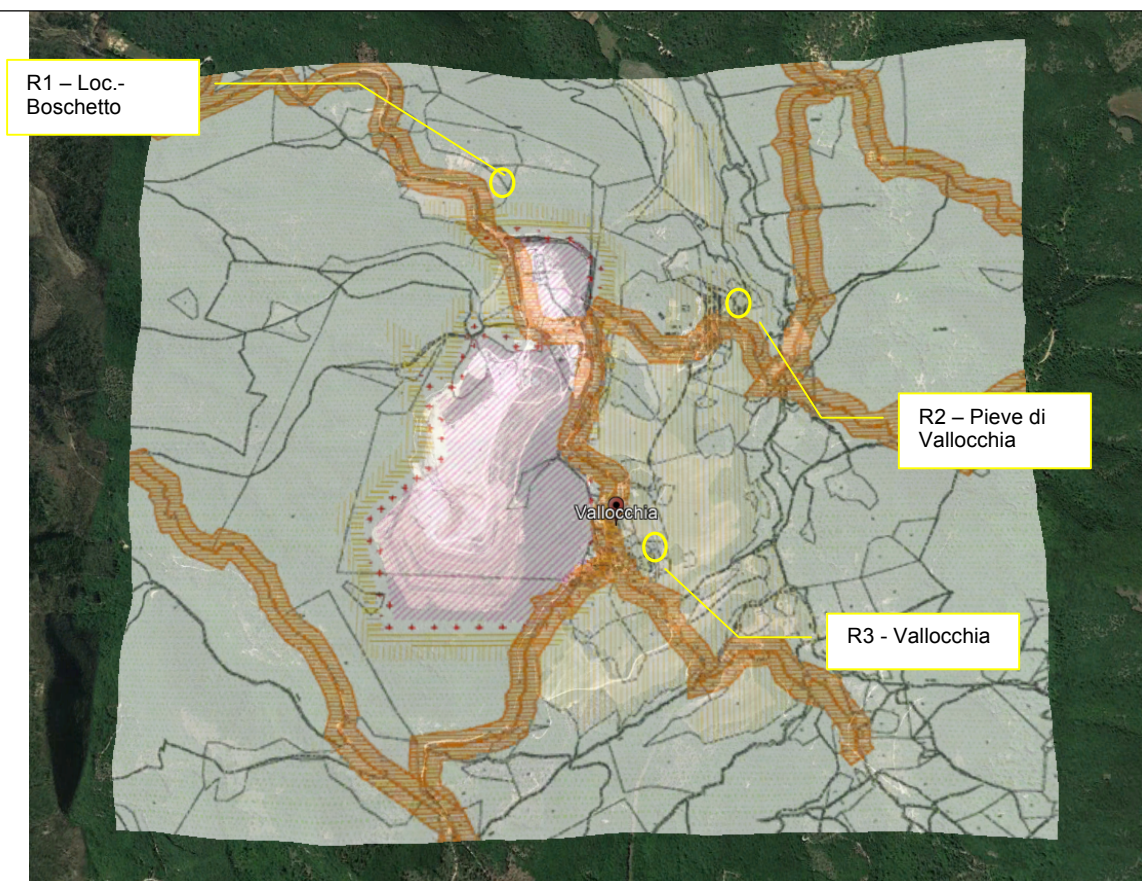 R1 – Loc.-
Boschetto
R2 – Pieve di
Vallocchia
Vallocchia
R3 - Vallocchia